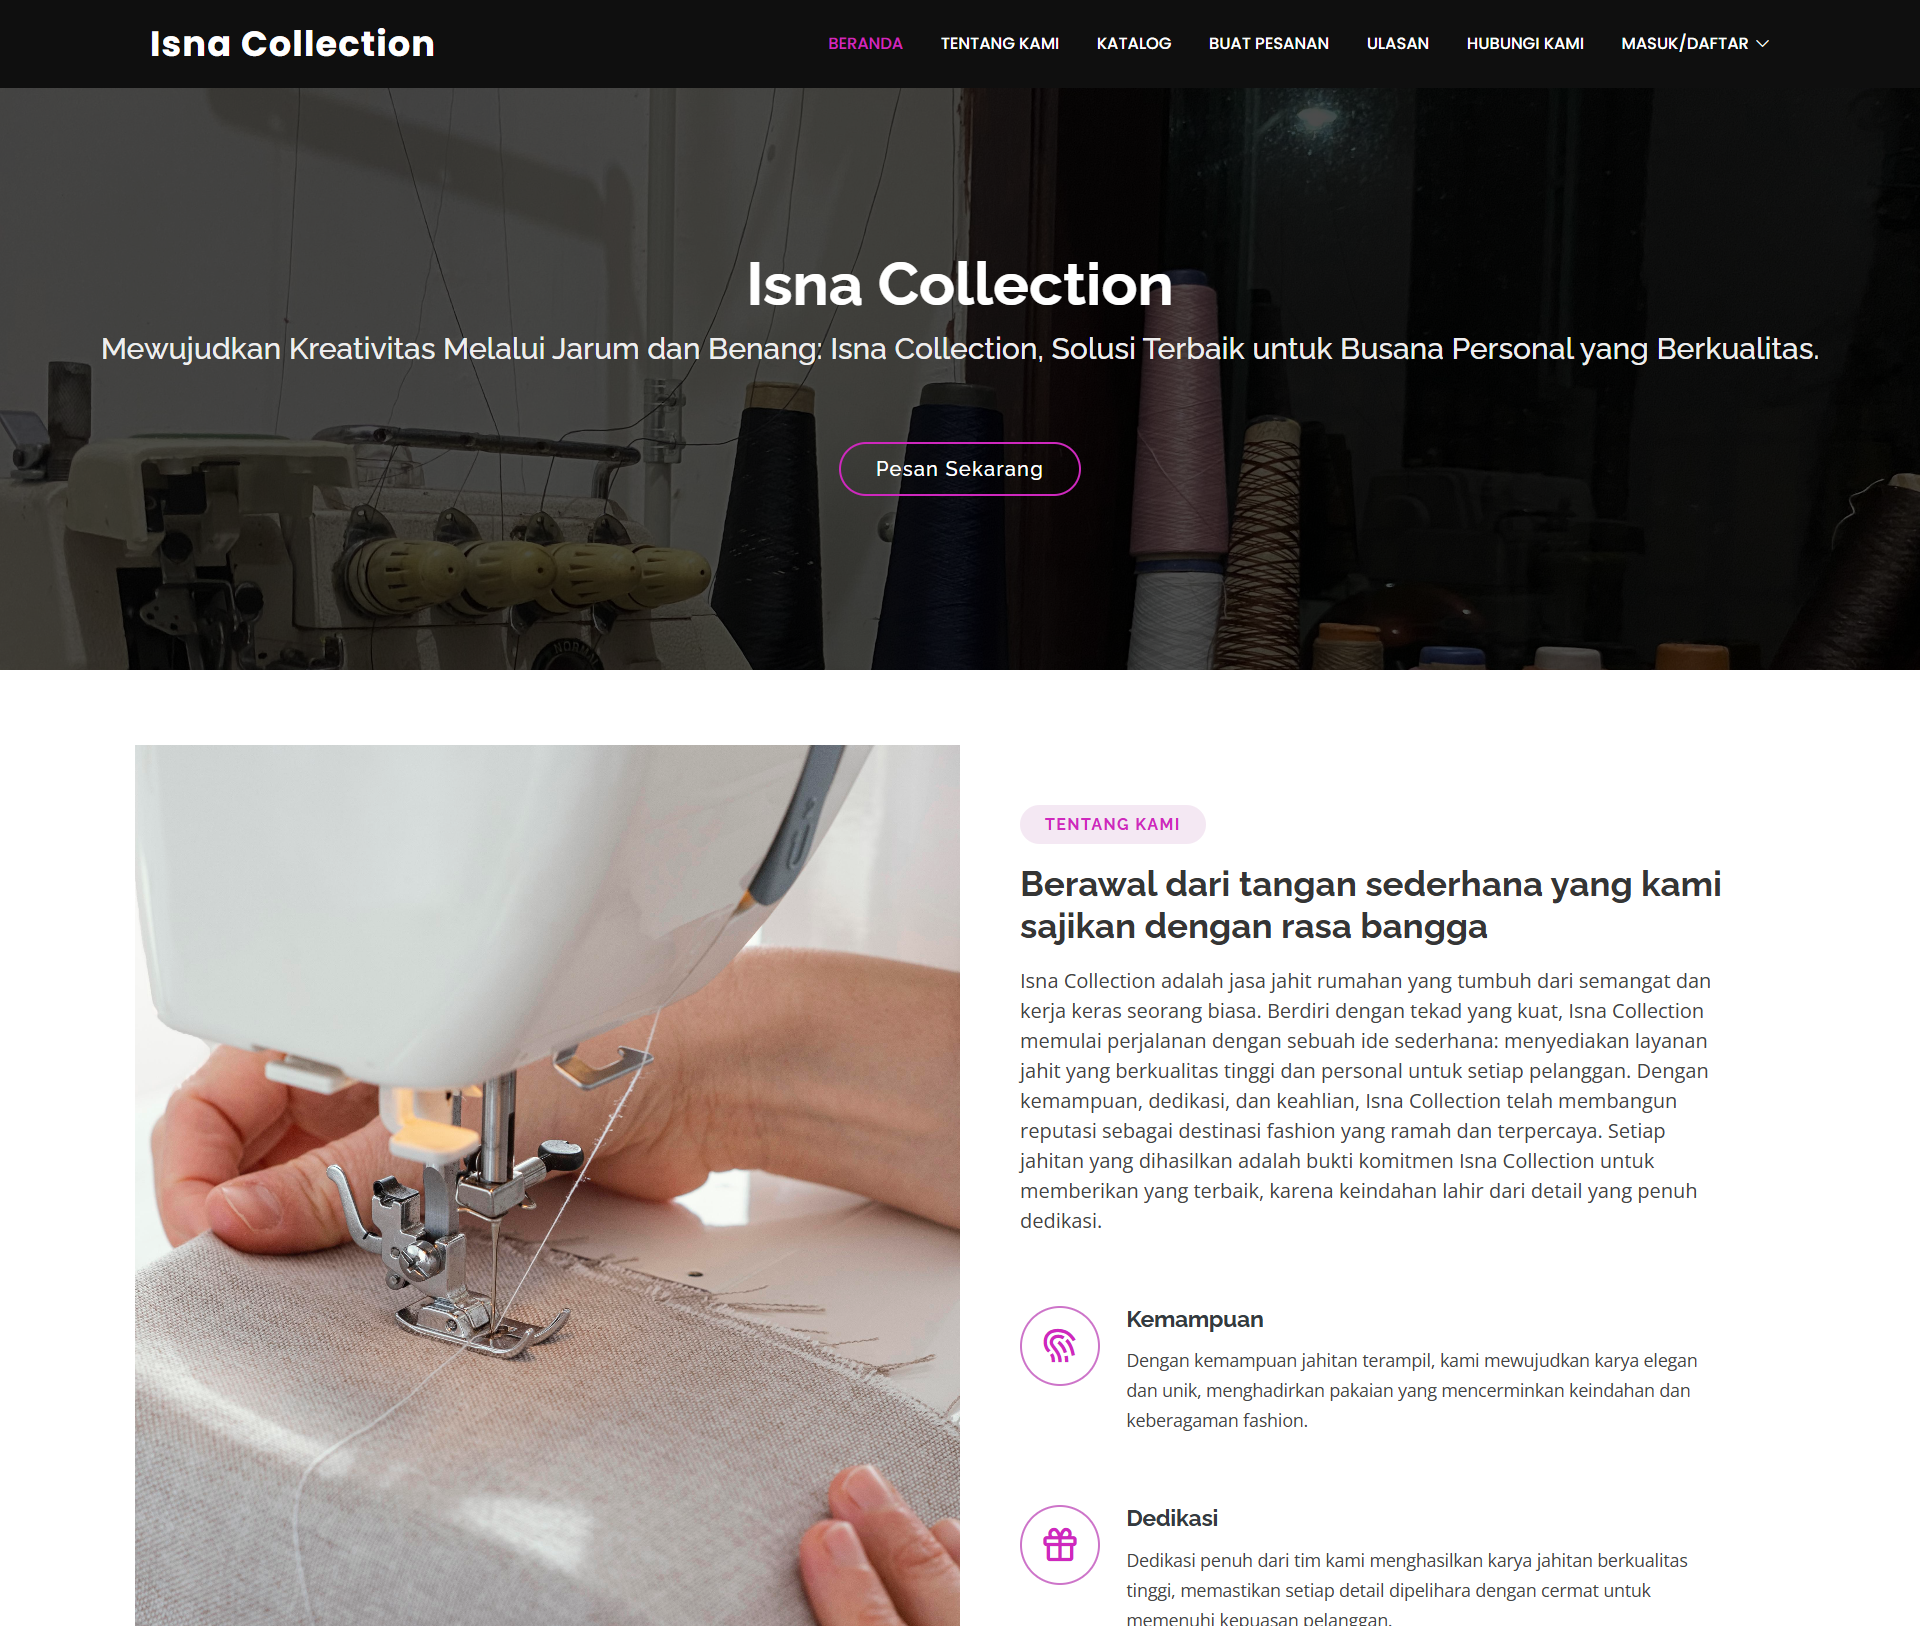 Isna Collection
BERANDA TENTANG KAMI KATALOG BUAT PESANAN ULASAN HUBUNGI KAMI MASUK/DAFTAR
Isna Collection
Mewujudkan Kreativitas Melalui Jarum dan Benang: Isna Collection, Solusi Terbaik untuk Busana Personal yang Berkualitas.
Pesan Sekarang
TENTANG KAMI
Berawal dari tangan sederhana yang kami
sajikan dengan rasa bangga
Isna Collection adalah jasa jahit rumahan yang tumbuh dari semangat dan
kerja keras seorang biasa. Berdiri dengan tekad yang kuat, Isna Collection
memulai perjalanan dengan sebuah ide sederhana: menyediakan layanan
jahit yang berkualitas tinggi dan personal untuk setiap pelanggan. Dengan
kemampuan, dedikasi, dan keahlian, Isna Collection telah membangun
reputasi sebagai destinasi fashion yang ramah dan terpercaya. Setiap
jahitan yang dihasilkan adalah bukti komitmen Isna Collection untuk
memberikan yang terbaik, karena keindahan lahir dari detail yang penuh
dedikasi.
Kemampuan
Dengan kemampuan jahitan terampil, kami mewujudkan karya elegan
dan unik, menghadirkan pakaian yang mencerminkan keindahan dan
keberagaman fashion.
Dedikasi
Dedikasi penuh dari tim kami menghasilkan karya jahitan berkualitas
tinggi, memastikan setiap detail dipelihara dengan cermat untuk
memenuhi kepuasan pelanggan.